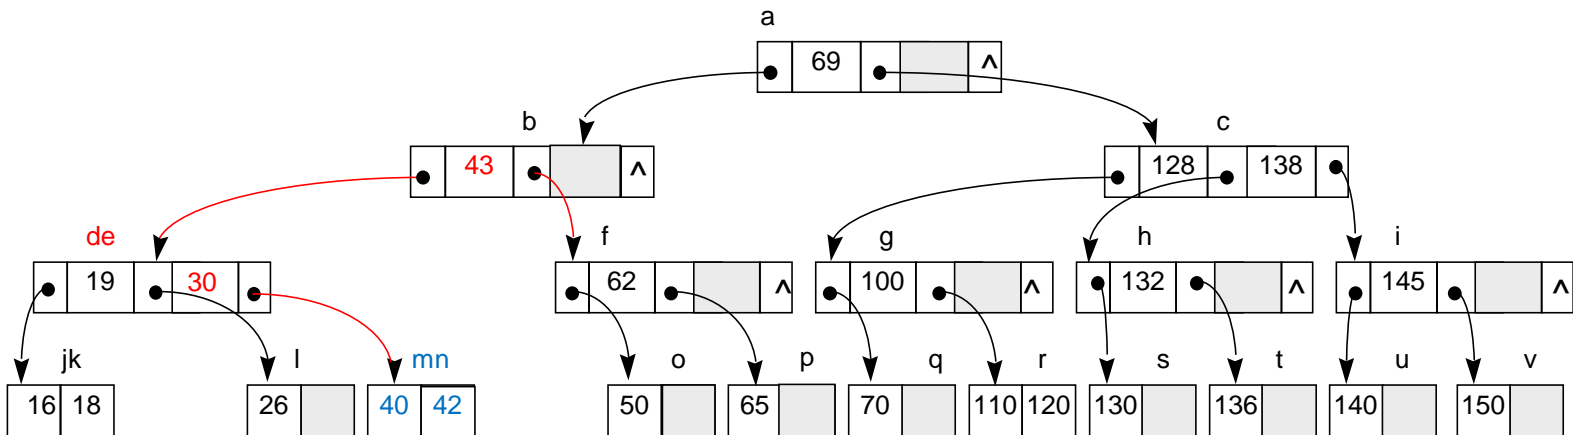 a
69 ^
b c
43 ^ 128 138
de f g h i
19 30 62 ^ 100 ^ 132 ^ 145 ^
jk l mn o p q r s t u v
16 18 26 40 42 50 65 70 110 120 130 136 140 150